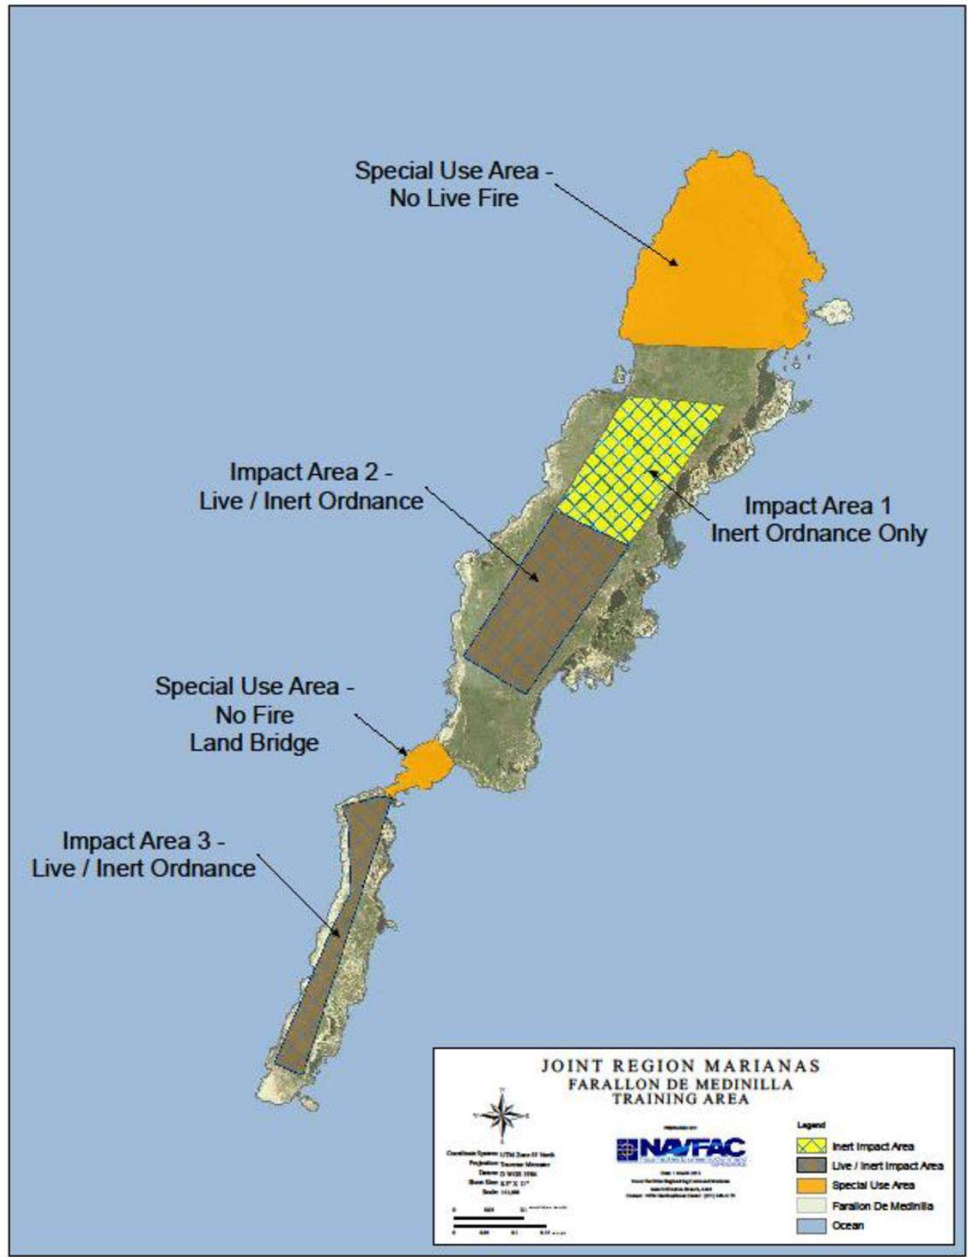 Special Use Area -
No Live Fire
Impact Area 2 -
Live / Inert Ordnance
Impact Area 1
Inert Ordnance Only
Special Use Area -
No Fire
Land Bridge
Impact Area 3 -
Live / Inert Ordnance
JOINT REGION MARIANAS
FARALLON DE MEDINILLA
TRAINING AREA
PREPARED BY
NAVFAC
Legend
Inert Impact Area
Live / Inert Impact Area
Special Use Area
Farallon De Medinilla
Ocean